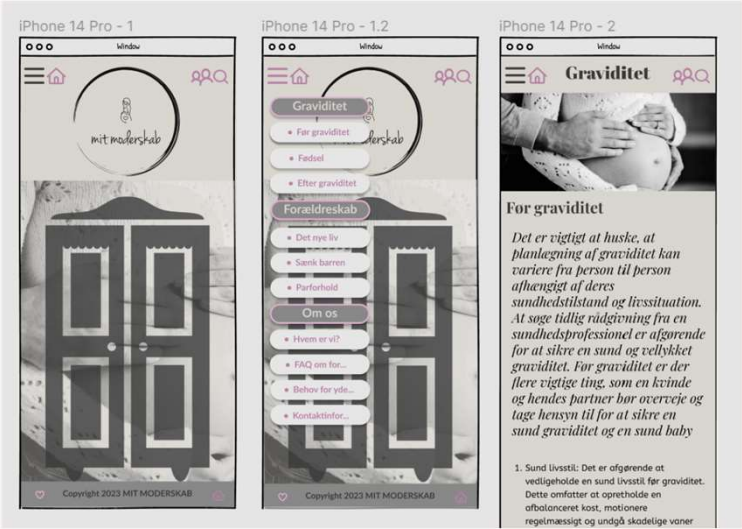 iPhone 14 Pro - 1
Window
mit moderskab
Copyright 2023 MIT MODERSKAB
iPhone 14 Pro - 1.2
Window
Graviditet
Før graviditet
Fødsel
Efter graviditet
Forældreskab
Det nye liv
Sænk barren
Parforhold
Om os
Hvem er vi?
FAQ om for...
Behov for yde...
Kontaktinfor...
mit moderskab
Copyright 2023 MIT MODERSKAB
iPhone 14 Pro - 2
Window
Graviditet
Før graviditet
Det er vigtigt at huske, at
planlægning af graviditet kan
variere fra person til person
afhængigt af deres
sundhedstilstand og livssituation.
At søge tidlig rådgivning fra en
sundhedsprofessionel er afgørende
for at sikre en sund og vellykket
graviditet. Før graviditet er der
flere vigtige ting, som en kvinde
og hendes partner bør overveje og
tage hensyn til for at sikre en
sund graviditet og en sund baby
1. Sund livsstil: Det er afgørende at
vedligeholde en sund livsstil før graviditet.
Dette omfatter at opretholde en
afbalanceret kost, motionere
regelmæssigt og undgå skadelige vaner